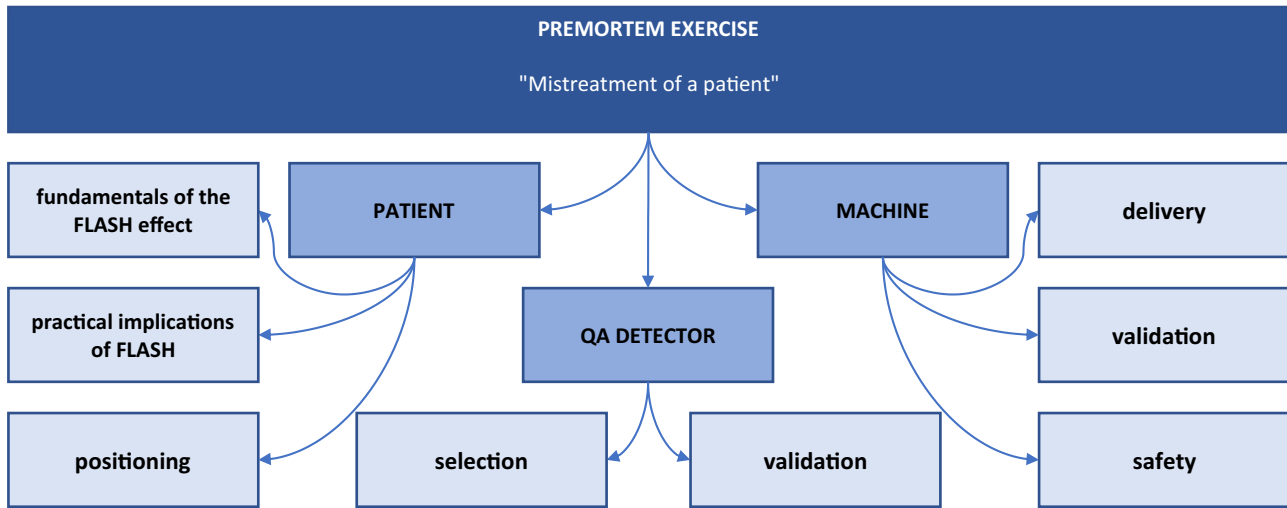 PREMORTEM EXERCISE
"Mistreatment of a patient"
fundamentals of the
FLASH effect
PATIENT
MACHINE
delivery
practical implications
of FLASH
QA DETECTOR
validation
positioning
selection
validation
safety